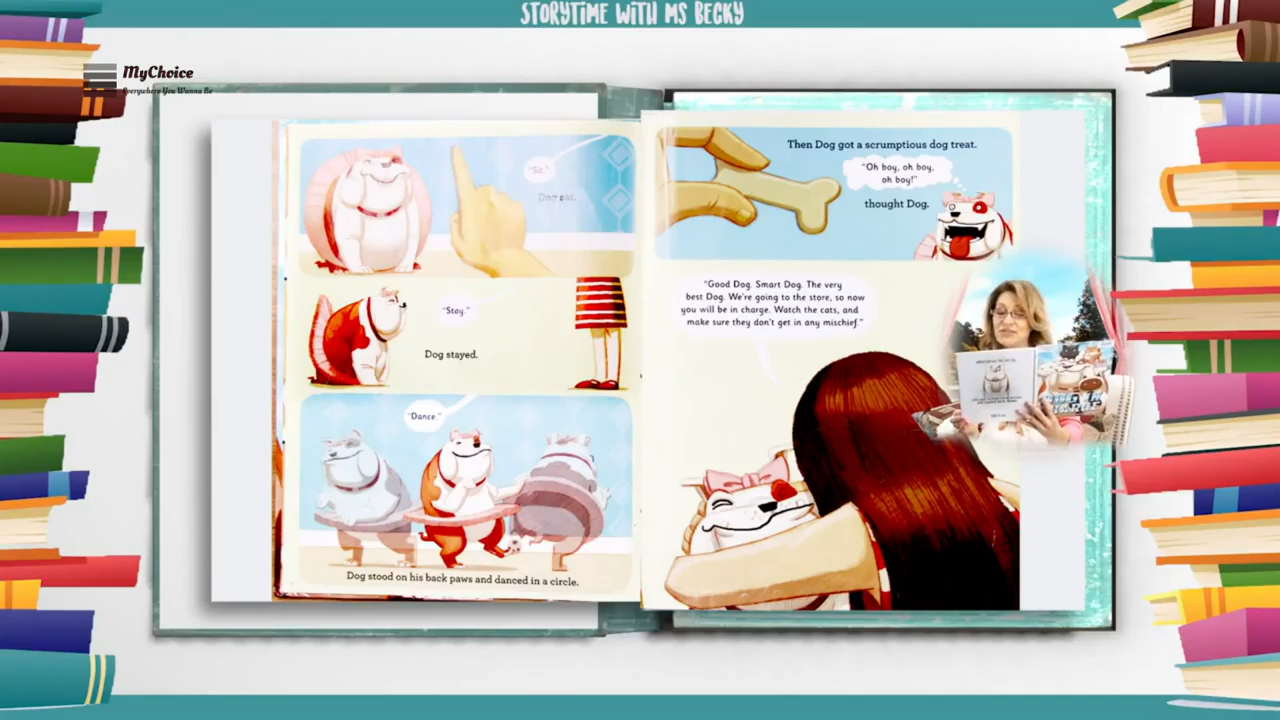 STORYTIME WITH MS BECKY
MyChoice
Everywhere You Wanna Be
"Sit."
Dog sat.
"Stay."
Dog stayed.
"Dance."
Dog stood on his back paws and danced in a circle.
Then Dog got a scrumptious dog treat.
"Oh boy, oh boy,
oh boy!"
thought Dog.
"Good Dog. Smart Dog. The very
best Dog. We're going to the store, so now
you will be in charge. Watch the cats, and
make sure they don't get in any mischief."